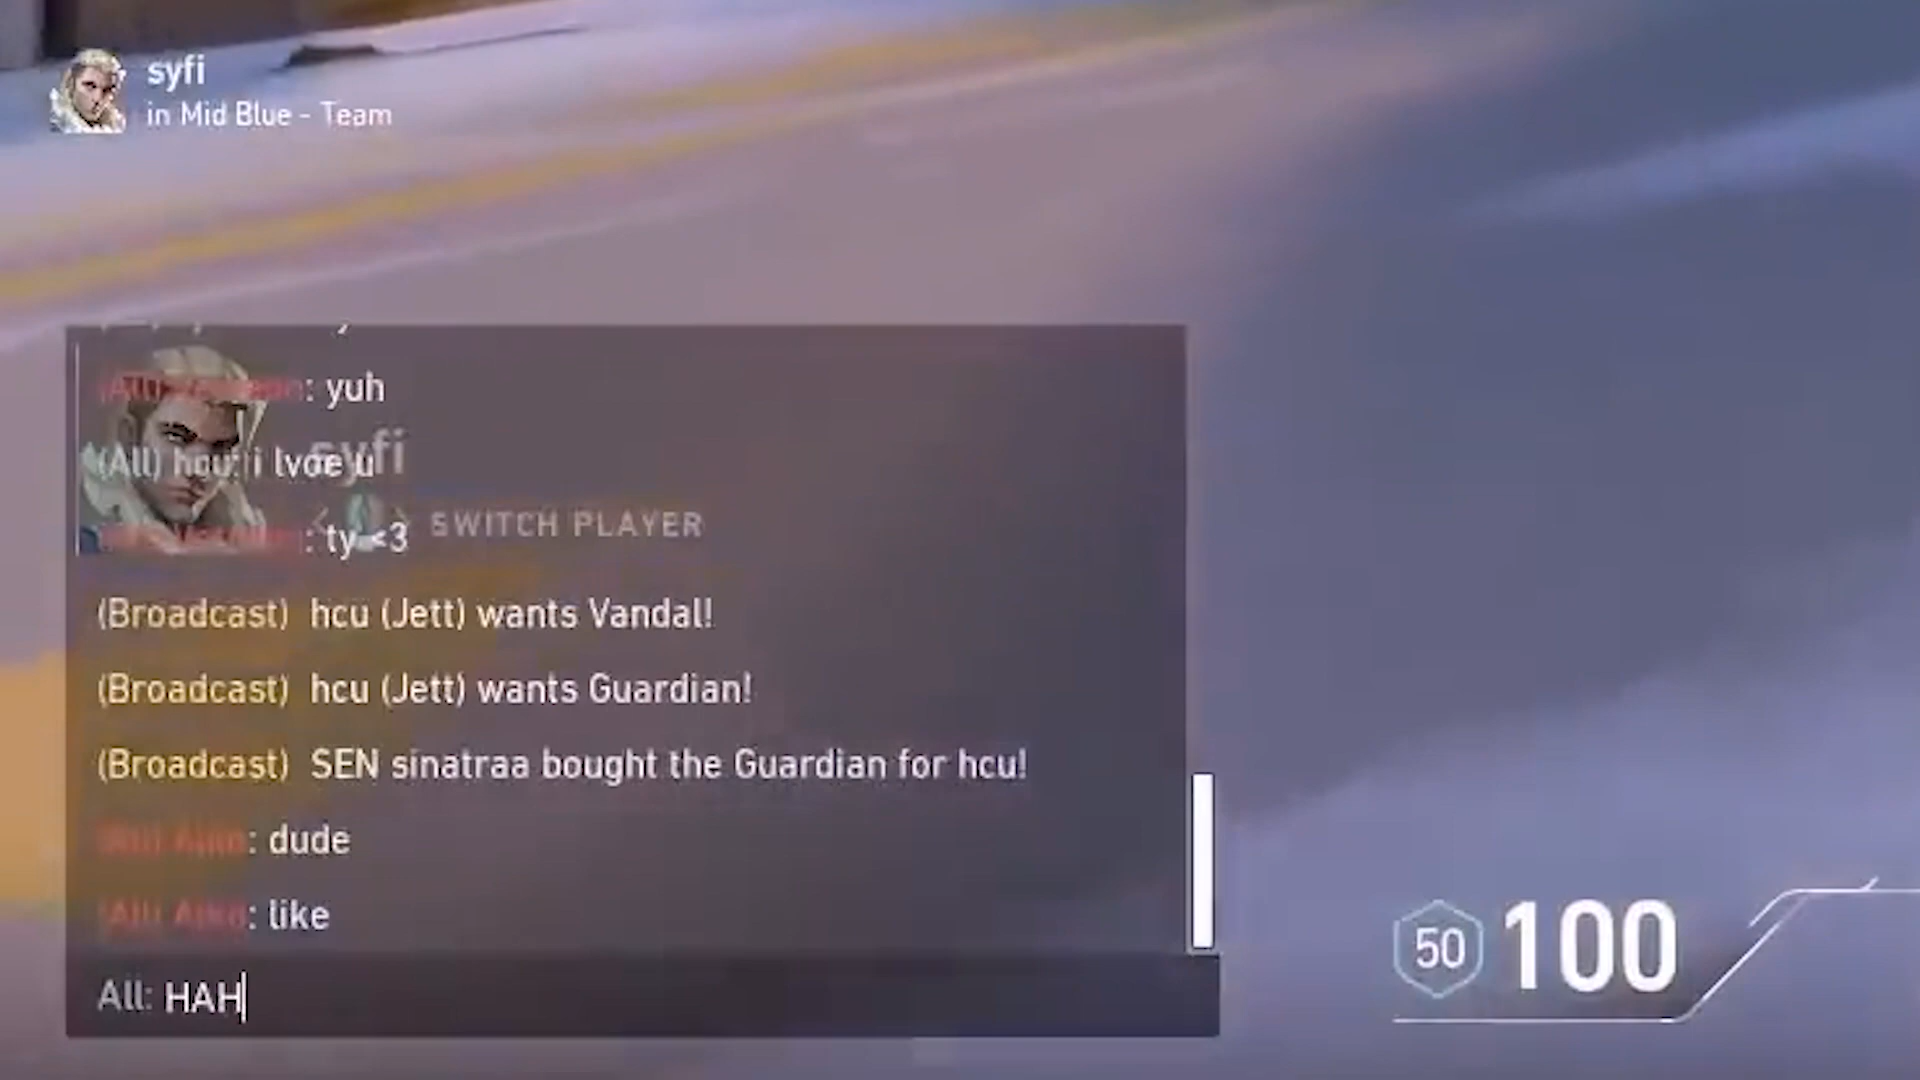 syfi
in Mid Blue - Team
: yuh
(All) hcu: i lvoe u
syfi
: ty <3
SWITCH PLAYER
(Broadcast) hcu (Jett) wants Vandal!
(Broadcast) hcu (Jett) wants Guardian!
(Broadcast) SEN sinatraa bought the Guardian for hcu!
: dude
: like
All: HAH
50 100